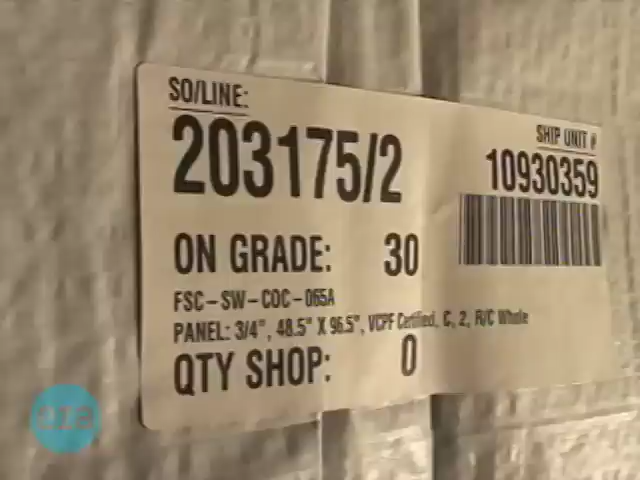 SO/LINE:
203175/2
SHIP UNIT #
10930359
ON GRADE: 30
FSC-SW-COC-065A
PANEL: 3/4", 48.5" X 96.5", VCPF Certified, C, 2, R/C Whole
QTY SHOP: 0
aza